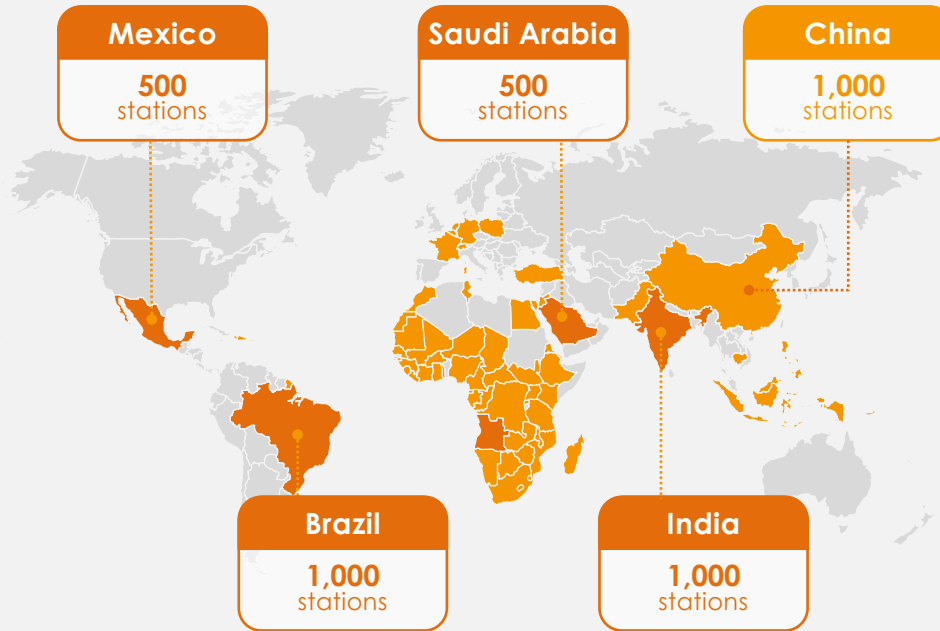 Mexico
500
stations
Saudi Arabia
500
stations
China
1,000
stations
Brazil
1,000
stations
India
1,000
stations